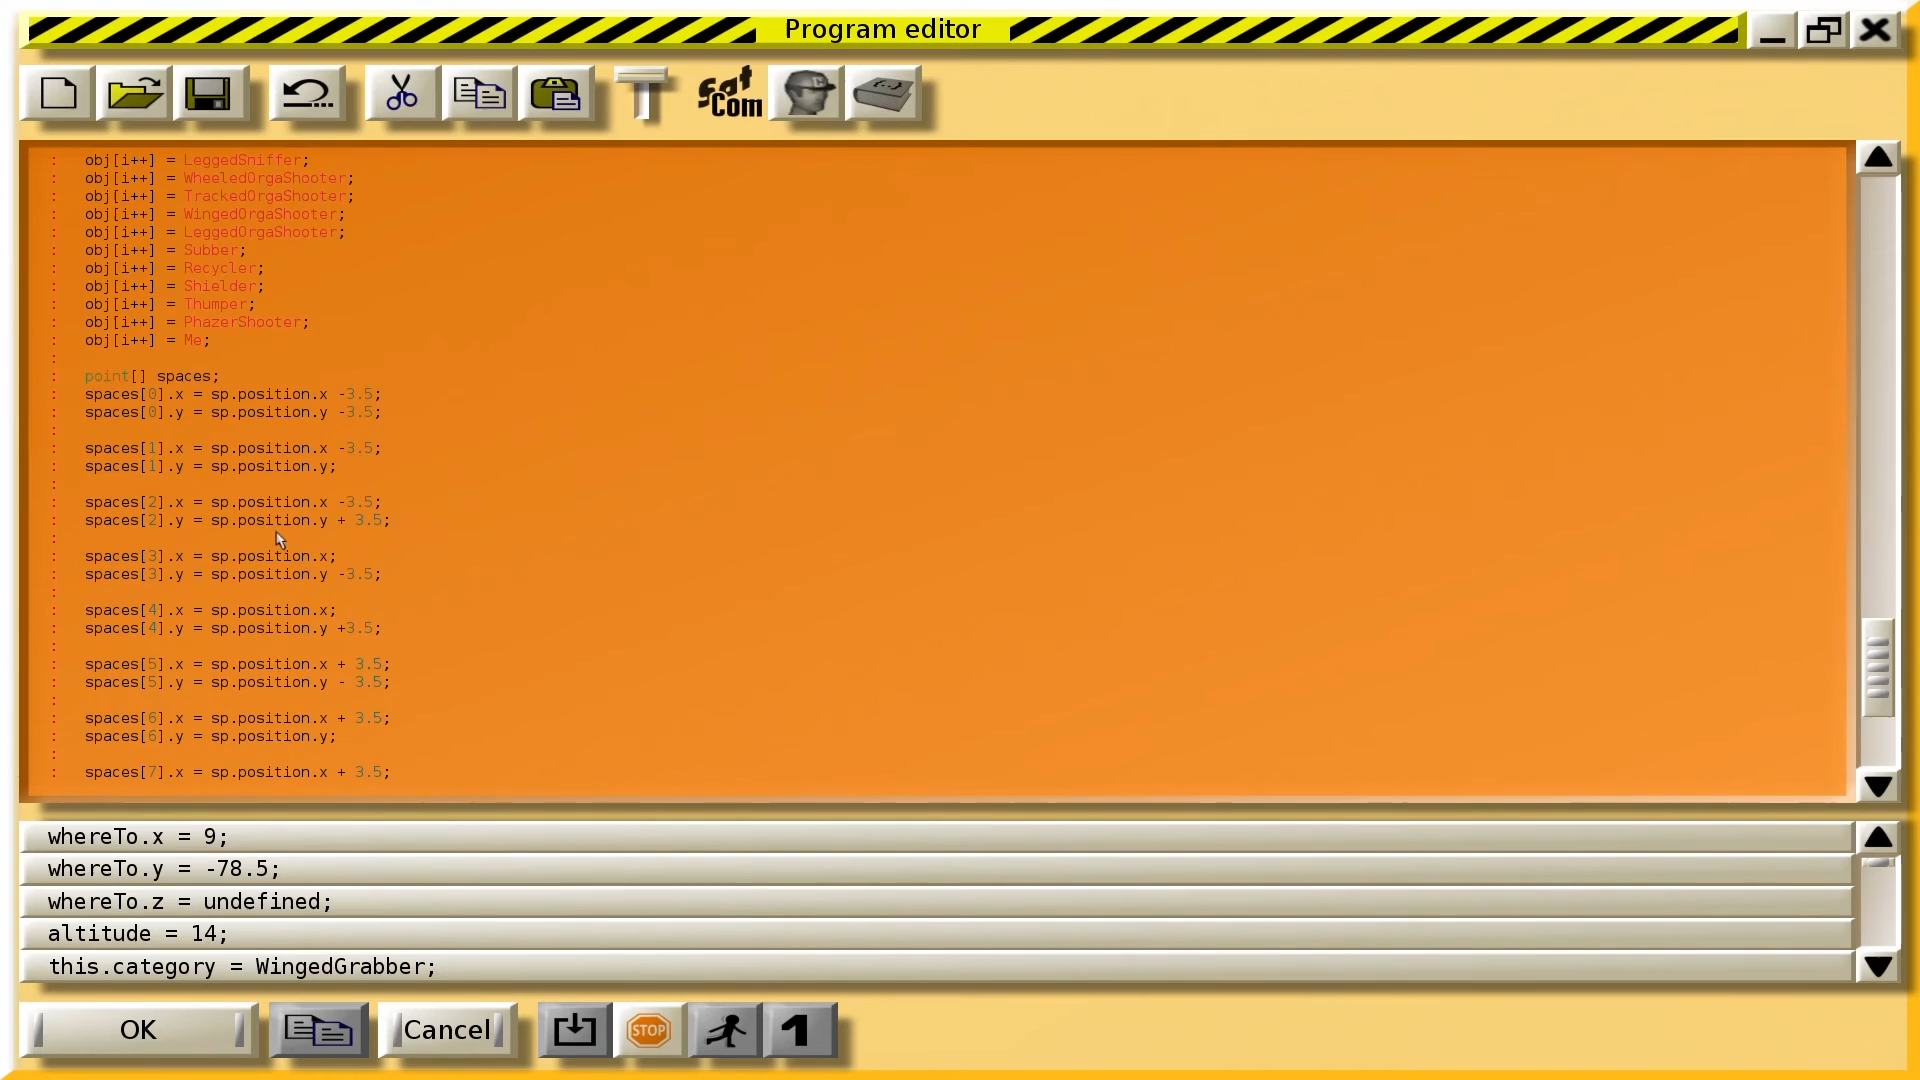 Program editor
Sat
Com
: obj[i++] = LeggedSniffer;
: obj[i++] = WheeledOrgaShooter;
: obj[i++] = TrackedOrgaShooter;
: obj[i++] = WingedOrgaShooter;
: obj[i++] = LeggedOrgaShooter;
: obj[i++] = Subber;
: obj[i++] = Recycler;
: obj[i++] = Shielder;
: obj[i++] = Thumper;
: obj[i++] = PhazerShooter;
: obj[i++] = Me;
:
: point[] spaces;
: spaces[0].x = sp.position.x -3.5;
: spaces[0].y = sp.position.y -3.5;
:
: spaces[1].x = sp.position.x -3.5;
: spaces[1].y = sp.position.y;
:
: spaces[2].x = sp.position.x -3.5;
: spaces[2].y = sp.position.y + 3.5;
:
: spaces[3].x = sp.position.x;
: spaces[3].y = sp.position.y -3.5;
:
: spaces[4].x = sp.position.x;
: spaces[4].y = sp.position.y +3.5;
:
: spaces[5].x = sp.position.x + 3.5;
: spaces[5].y = sp.position.y - 3.5;
:
: spaces[6].x = sp.position.x + 3.5;
: spaces[6].y = sp.position.y;
:
: spaces[7].x = sp.position.x + 3.5;
whereTo.x = 9;
whereTo.y = -78.5;
whereTo.z = undefined;
altitude = 14;
this.category = WingedGrabber;
OK
Cancel
STOP
1